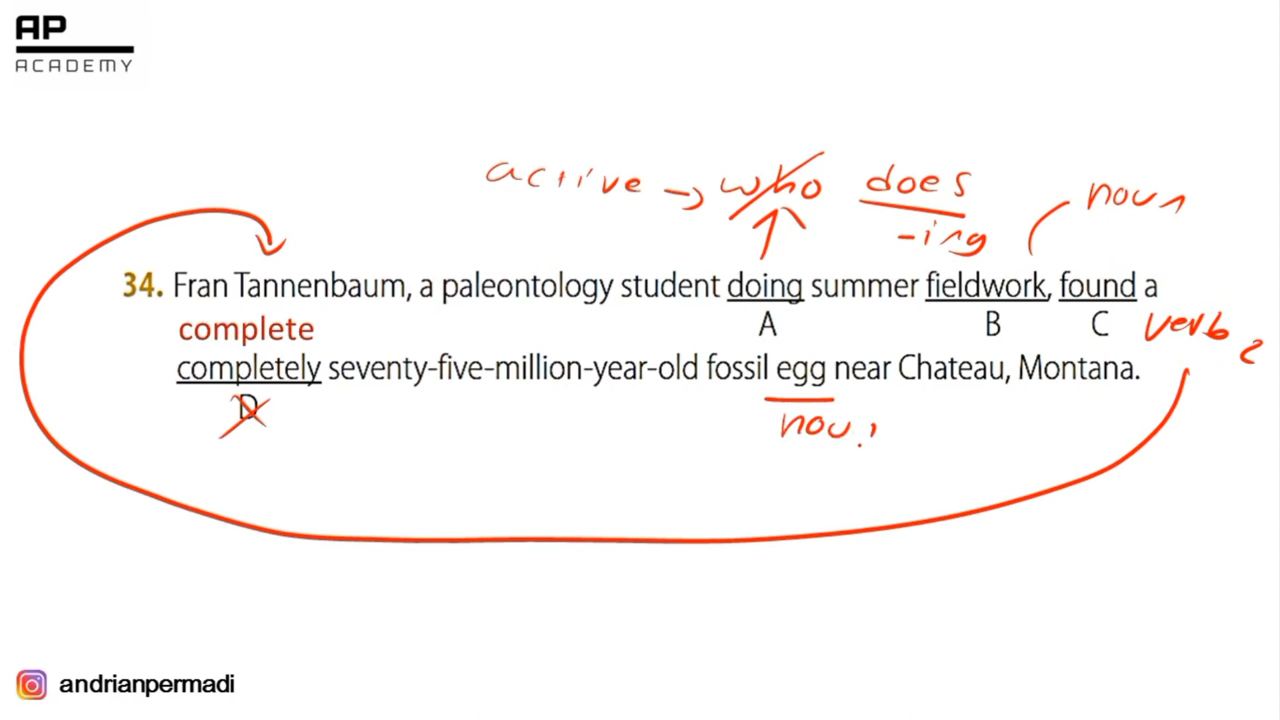 AP
ACADEMY
active → who does
-ing
noun
34. Fran Tannenbaum, a paleontology student doing summer fieldwork, found a
A B C verb 2
complete
completely seventy-five-million-year-old fossil egg near Chateau, Montana.
D
noun
andrianpermadi